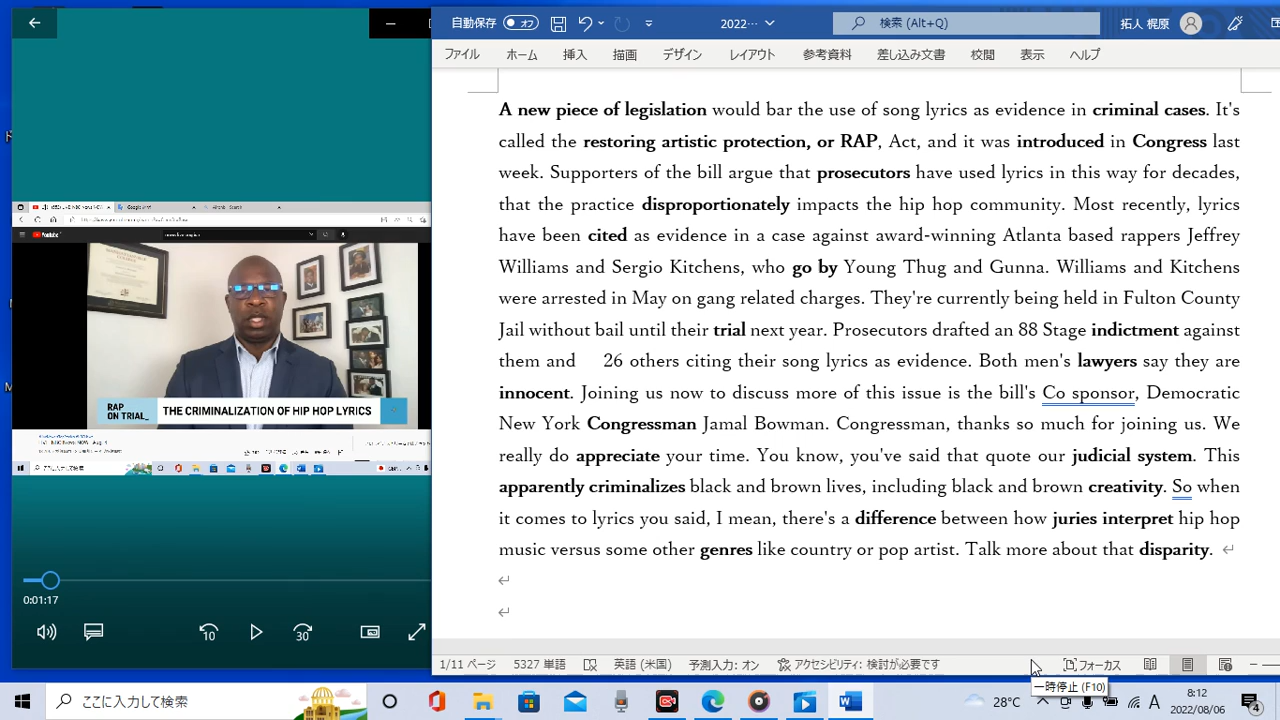 自動保存 オフ 2022… 検索 (Alt+Q) 拓人 梶原
ファイル ホーム 挿入 描画 デザイン レイアウト 参考資料 差し込み文書 校閲 表示 ヘルプ
A new piece of legislation would bar the use of song lyrics as evidence in criminal cases. It's
called the restoring artistic protection, or RAP, Act, and it was introduced in Congress last
week. Supporters of the bill argue that prosecutors have used lyrics in this way for decades,
that the practice disproportionately impacts the hip hop community. Most recently, lyrics
have been cited as evidence in a case against award-winning Atlanta based rappers Jeffrey
Williams and Sergio Kitchens, who go by Young Thug and Gunna. Williams and Kitchens
were arrested in May on gang related charges. They're currently being held in Fulton County
Jail without bail until their trial next year. Prosecutors drafted an 88 Stage indictment against
them and 26 others citing their song lyrics as evidence. Both men's lawyers say they are
innocent. Joining us now to discuss more of this issue is the bill's Co sponsor, Democratic
New York Congressman Jamal Bowman. Congressman, thanks so much for joining us. We
really do appreciate your time. You know, you've said that quote our judicial system. This
apparently criminalizes black and brown lives, including black and brown creativity. So when
it comes to lyrics you said, I mean, there's a difference between how juries interpret hip hop
music versus some other genres like country or pop artist. Talk more about that disparity.
YouTube
RAP
ON TRIAL_
THE CRIMINALIZATION OF HIP HOP LYRICS
ここに入力して検索
0:01:17
10 30
1/11 ページ 5327 単語 英語 (米国) 予測入力: オン アクセシビリティ: 検討が必要です フォーカス
一時停止 (F10)
ここに入力して検索 28°C A 8:12
2022/08/06
4